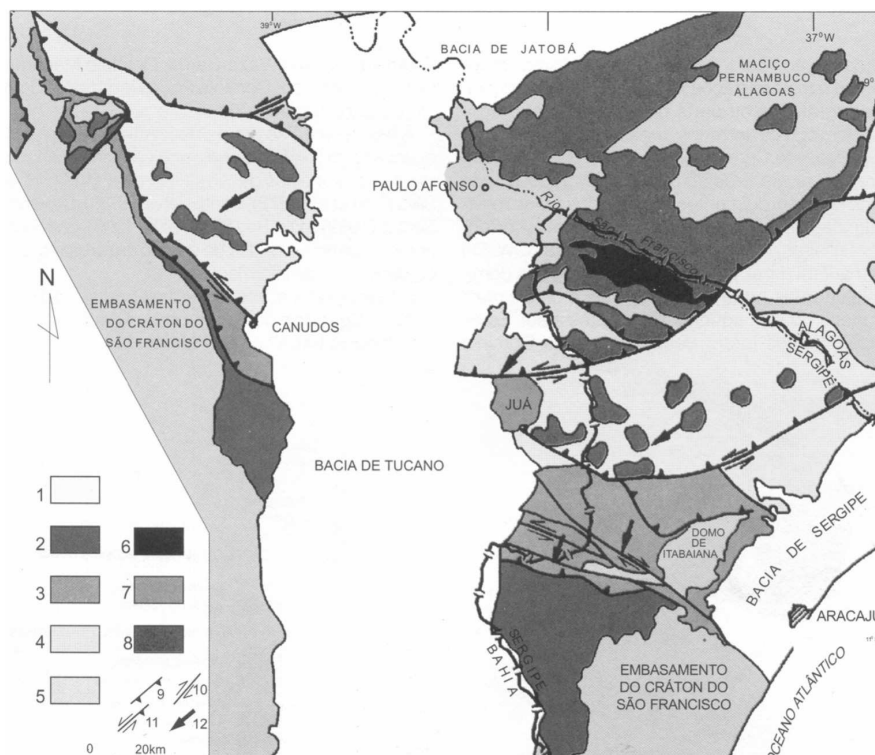 39°W
37°W
BACIA DE JATOBÁ
MACIÇO
PERNAMBUCO
ALAGOAS
9º
PAULO AFONSO
Rio
São Francisco
N
EMBASAMENTO
DO CRÁTON DO
SÃO FRANCISCO
CANUDOS
ALAGOAS
SERGIPE
JUÁ
BACIA DE TUCANO
DOMO
DE
ITABAIANA
BACIA DE SERGIPE
ARACAJU
SERGIPE
BAHIA
EMBASAMENTO
DO CRÁTON DO
SÃO FRANCISCO
OCEANO ATLÂNTICO
1
2 6
3 7
4 8
5 9 10
11 12
0 20km